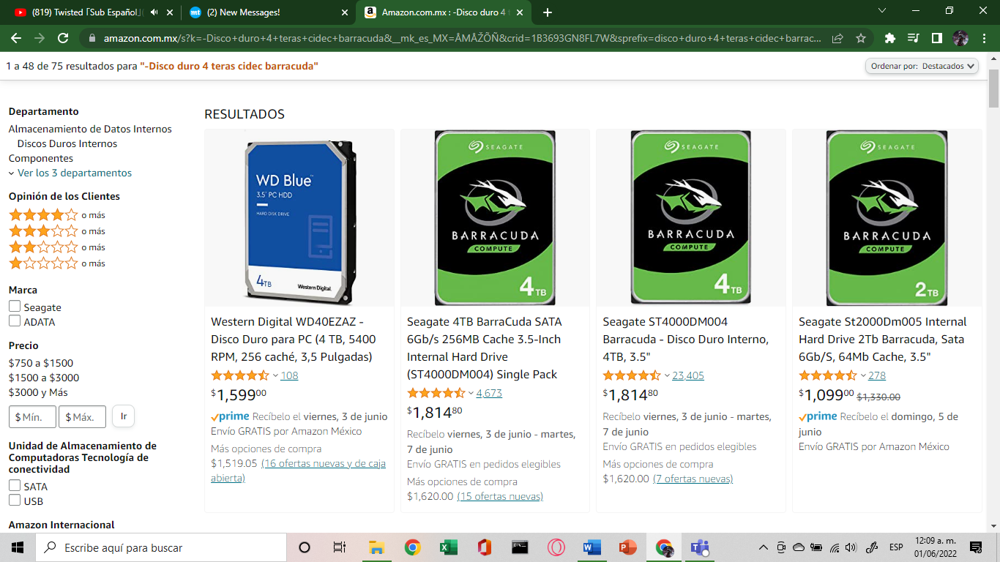 (819) Twisted「Sub Español」
(2) New Messages!
Amazon.com.mx : -Disco duro 4 t
amazon.com.mx/s?k=-Disco+duro+4+teras+cidec+barracuda&__mk_es_MX=ÅMÅŽÕÑ&crid=1B3693GN8FL7W&sprefix=disco+duro+4+teras+cidec+barrac...
1 a 48 de 75 resultados para "-Disco duro 4 teras cidec barracuda"
Ordenar por: Destacados
Departamento
Almacenamiento de Datos Internos
Discos Duros Internos
Componentes
Ver los 3 departamentos
Opinión de los Clientes
o más
o más
o más
o más
Marca
Seagate
ADATA
Precio
$750 a $1500
$1500 a $3000
$3000 y Más
$ Mín.
$ Máx.
Ir
Unidad de Almacenamiento de
Computadoras Tecnología de
conectividad
SATA
USB
Amazon Internacional
RESULTADOS
WD Blue™
3.5" PC HDD
HARD DISK DRIVE
4TB
Western Digital.
Western Digital WD40EZAZ -
Disco Duro para PC (4 TB, 5400
RPM, 256 caché, 3,5 Pulgadas)
108
$1,59900
prime Recíbelo el viernes, 3 de junio
Envío GRATIS por Amazon México
Más opciones de compra
$1,519.05 (16 ofertas nuevas y de caja
abierta)
SEAGATE
BARRACUDA
COMPUTE
4TB
Seagate 4TB BarraCuda SATA
6Gb/s 256MB Cache 3.5-Inch
Internal Hard Drive
(ST4000DM004) Single Pack
4,673
$1,81480
Recíbelo viernes, 3 de junio - martes,
7 de junio
Envío GRATIS en pedidos elegibles
Más opciones de compra
$1,620.00 (15 ofertas nuevas)
SEAGATE
BARRACUDA
COMPUTE
4TB
Seagate ST4000DM004
Barracuda - Disco Duro Interno,
4TB, 3.5"
23,405
$1,81480
Recíbelo viernes, 3 de junio - martes,
7 de junio
Envío GRATIS en pedidos elegibles
Más opciones de compra
$1,620.00 (7 ofertas nuevas)
SEAGATE
BARRACUDA
COMPUTE
2TB
Seagate St2000Dm005 Internal
Hard Drive 2Tb Barracuda, Sata
6Gb/S, 64Mb Cache, 3.5"
278
$1,09900 $1,330.00
prime Recíbelo el domingo, 5 de
junio
Envío GRATIS por Amazon México
Escribe aquí para buscar
ESP
12:09 a. m.
01/06/2022